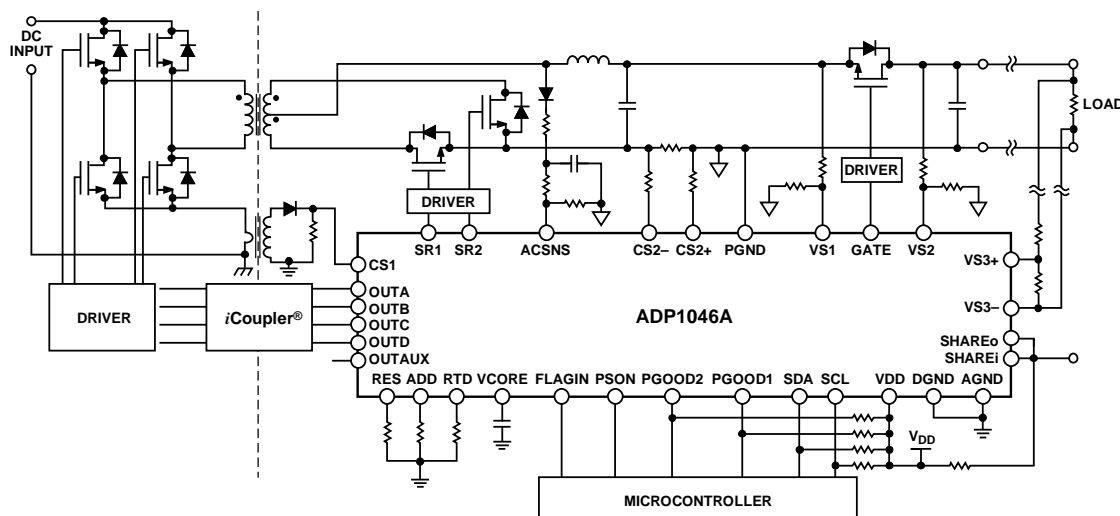 DC
INPUT
LOAD
DRIVER
DRIVER
SR1 SR2 ACSNS CS2– CS2+ PGND VS1 GATE VS2
CS1
VS3+
OUTA
OUTB
OUTC
OUTD
OUTAUX
DRIVER
iCoupler®
ADP1046A
VS3–
SHAREo
SHAREi
RES ADD RTD VCORE FLAGIN PSON PGOOD2 PGOOD1 SDA SCL VDD DGND AGND
VDD
MICROCONTROLLER